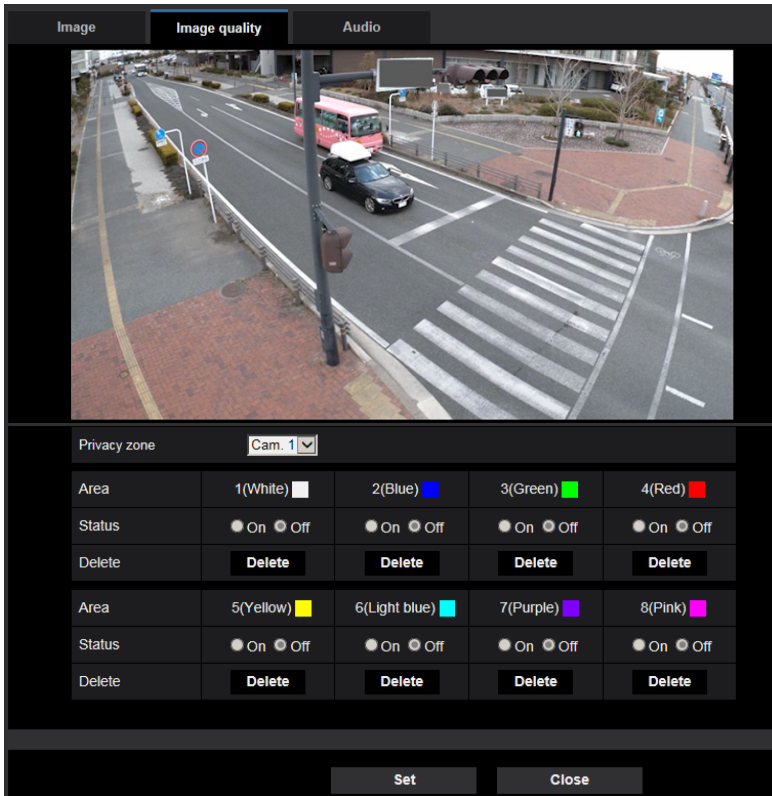 Image Image quality Audio
Privacy zone Cam. 1
Area 1(White) 2(Blue) 3(Green) 4(Red)
Status On Off On Off On Off On Off
Delete Delete Delete Delete Delete
Area 5(Yellow) 6(Light blue) 7(Purple) 8(Pink)
Status On Off On Off On Off On Off
Delete Delete Delete Delete Delete
Set Close